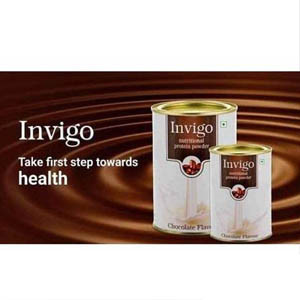 Invigo
Take first step towards
health
Invigo
nutritional
protein powder
Chocolate Flavour
Invigo
nutritional
protein powder
Chocolate Flavour